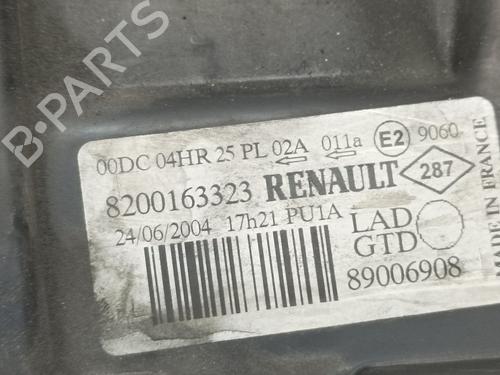 B-PARTS
00DC 04HR 25 PL 02A 011a E2 9060
8200163323 RENAULT 287
24/06/2004 17h21 PU1A LAD
GTD
89006908
MADE IN FRANCE